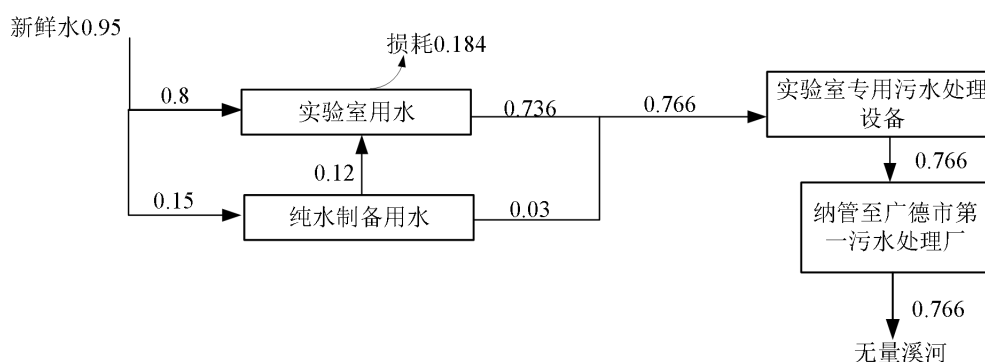 新鲜水0.95
损耗0.184
0.8
实验室用水
0.736
0.766
实验室专用污水处理
设备
0.12
0.766
0.15
纯水制备用水
0.03
纳管至广德市第
一污水处理厂
0.766
无量溪河